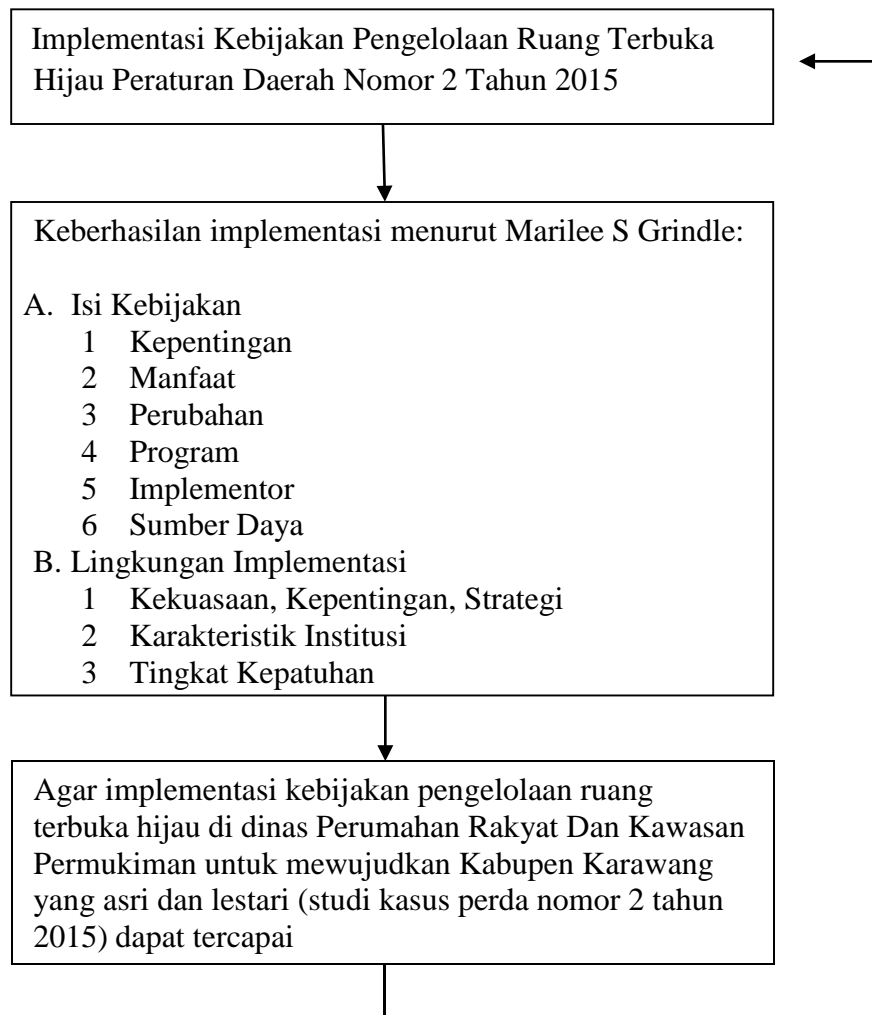 Implementasi Kebijakan Pengelolaan Ruang Terbuka
Hijau Peraturan Daerah Nomor 2 Tahun 2015
Keberhasilan implementasi menurut Marilee S Grindle:
A. Isi Kebijakan
1 Kepentingan
2 Manfaat
3 Perubahan
4 Program
5 Implementor
6 Sumber Daya
B. Lingkungan Implementasi
1 Kekuasaan, Kepentingan, Strategi
2 Karakteristik Institusi
3 Tingkat Kepatuhan
Agar implementasi kebijakan pengelolaan ruang
terbuka hijau di dinas Perumahan Rakyat Dan Kawasan
Permukiman untuk mewujudkan Kabupen Karawang
yang asri dan lestari (studi kasus perda nomor 2 tahun
2015) dapat tercapai